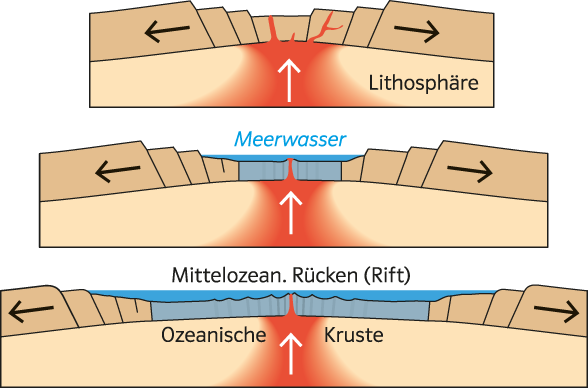 Lithosphäre
Meerwasser
Mittelozean. Rücken (Rift)
Ozeanische Kruste